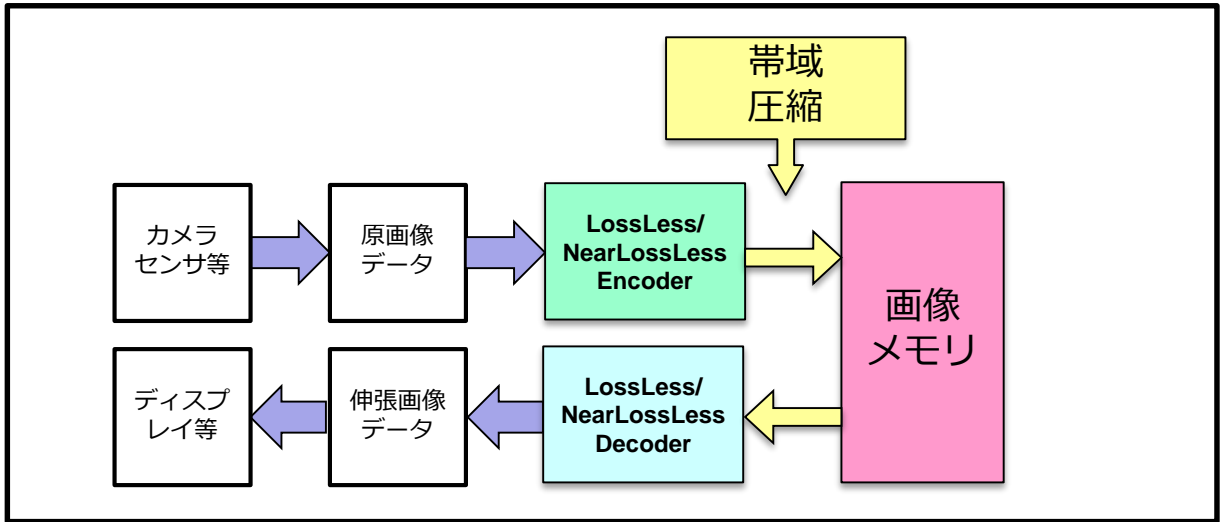 帯域
圧縮
カメラ
センサ等
原画像
データ
LossLess/
NearLossLess
Encoder
画像
メモリ
ディスプ
レイ等
伸張画像
データ
LossLess/
NearLossLess
Decoder